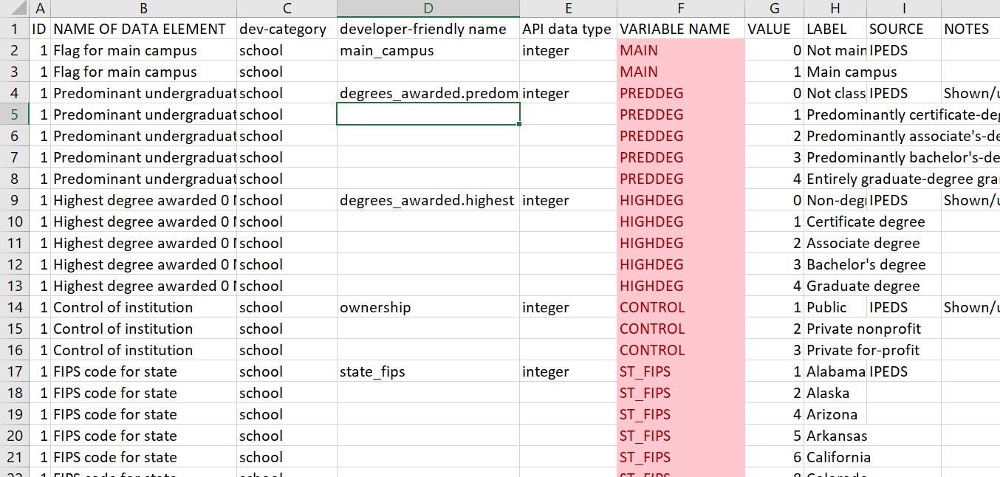 A B C D E F G H I
1 ID NAME OF DATA ELEMENT dev-category developer-friendly name API data type VARIABLE NAME VALUE LABEL SOURCE NOTES
2 1 Flag for main campus school main_campus integer MAIN 0 Not main IPEDS
3 1 Flag for main campus school MAIN 1 Main campus
4 1 Predominant undergraduat school degrees_awarded.predom integer PREDDEG 0 Not class IPEDS Shown/u
5 1 Predominant undergraduat school PREDDEG 1 Predominantly certificate-deg
6 1 Predominant undergraduat school PREDDEG 2 Predominantly associate's-de
7 1 Predominant undergraduat school PREDDEG 3 Predominantly bachelor's-de
8 1 Predominant undergraduat school PREDDEG 4 Entirely graduate-degree gra
9 1 Highest degree awarded 0 N school degrees_awarded.highest integer HIGHDEG 0 Non-deg IPEDS Shown/u
10 1 Highest degree awarded 0 N school HIGHDEG 1 Certificate degree
11 1 Highest degree awarded 0 N school HIGHDEG 2 Associate degree
12 1 Highest degree awarded 0 N school HIGHDEG 3 Bachelor's degree
13 1 Highest degree awarded 0 N school HIGHDEG 4 Graduate degree
14 1 Control of institution school ownership integer CONTROL 1 Public IPEDS Shown/u
15 1 Control of institution school CONTROL 2 Private nonprofit
16 1 Control of institution school CONTROL 3 Private for-profit
17 1 FIPS code for state school state_fips integer ST_FIPS 1 Alabama IPEDS
18 1 FIPS code for state school ST_FIPS 2 Alaska
19 1 FIPS code for state school ST_FIPS 4 Arizona
20 1 FIPS code for state school ST_FIPS 5 Arkansas
21 1 FIPS code for state school ST_FIPS 6 California